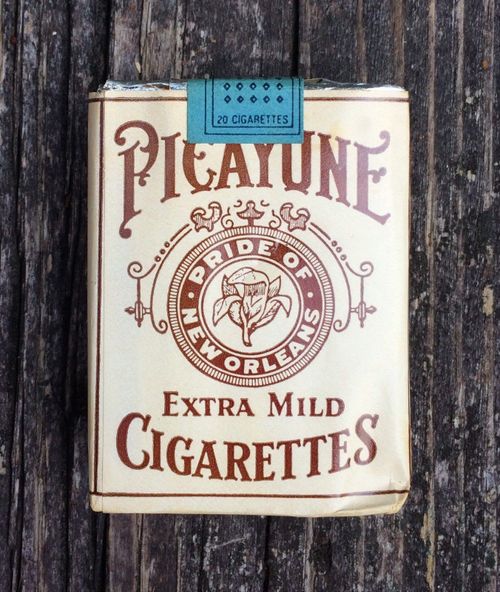 20 CIGARETTES
PICAYUNE
PRIDE OF
NEW ORLEANS
EXTRA MILD
CIGARETTES